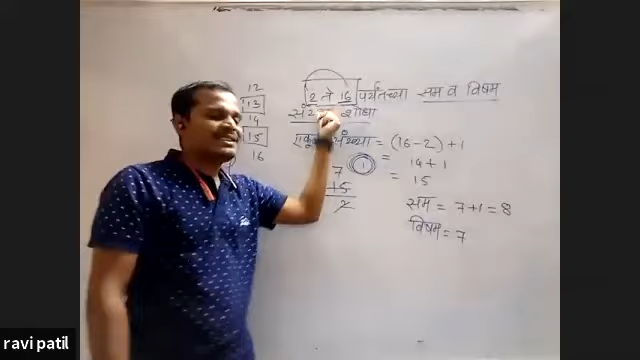 12
13
14
15
16
2 ते 16 पर्यंतच्या सम व विषम
शोधा
एकूण संख्या = (16-2) + 1
= 14 + 1
= 15
7
1
15
2
सम = 7+1 = 8
विषम = 7
ravi patil